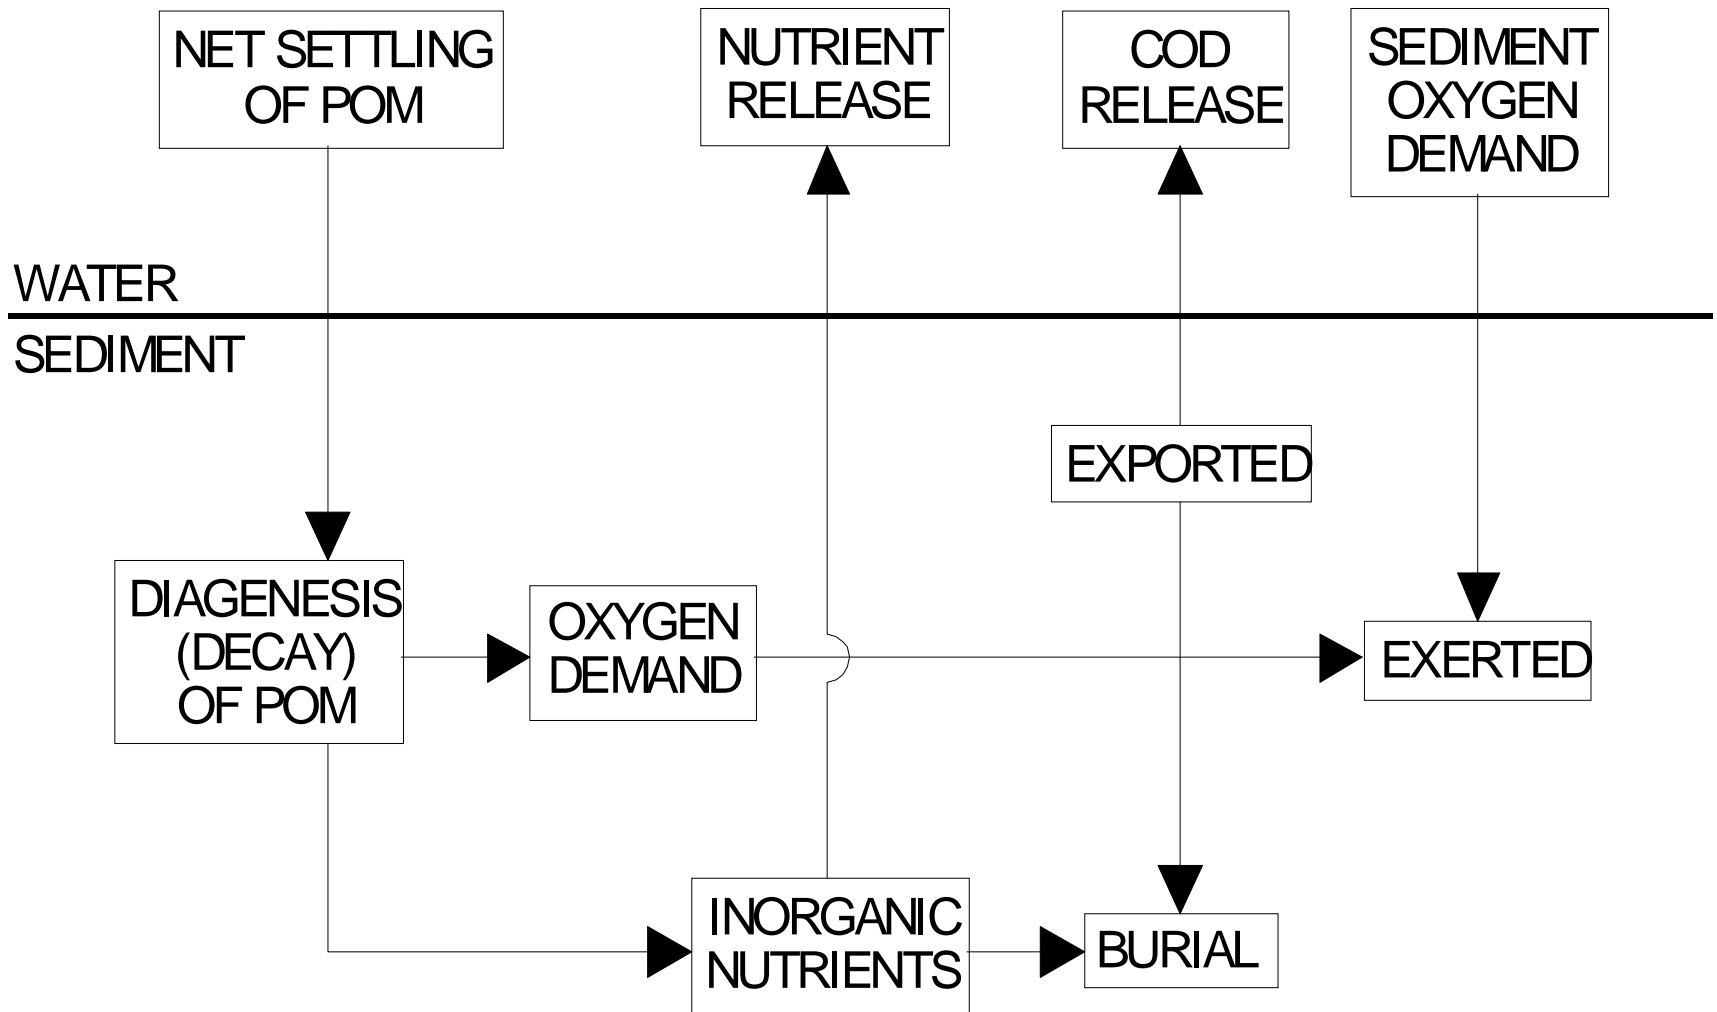 NET SETTLING
OF POM
NUTRIENT
RELEASE
COD
RELEASE
SEDIMENT
OXYGEN
DEMAND
WATER
SEDIMENT
EXPORTED
DIAGENESIS
(DECAY)
OF POM
OXYGEN
DEMAND
EXERTED
INORGANIC
NUTRIENTS
BURIAL